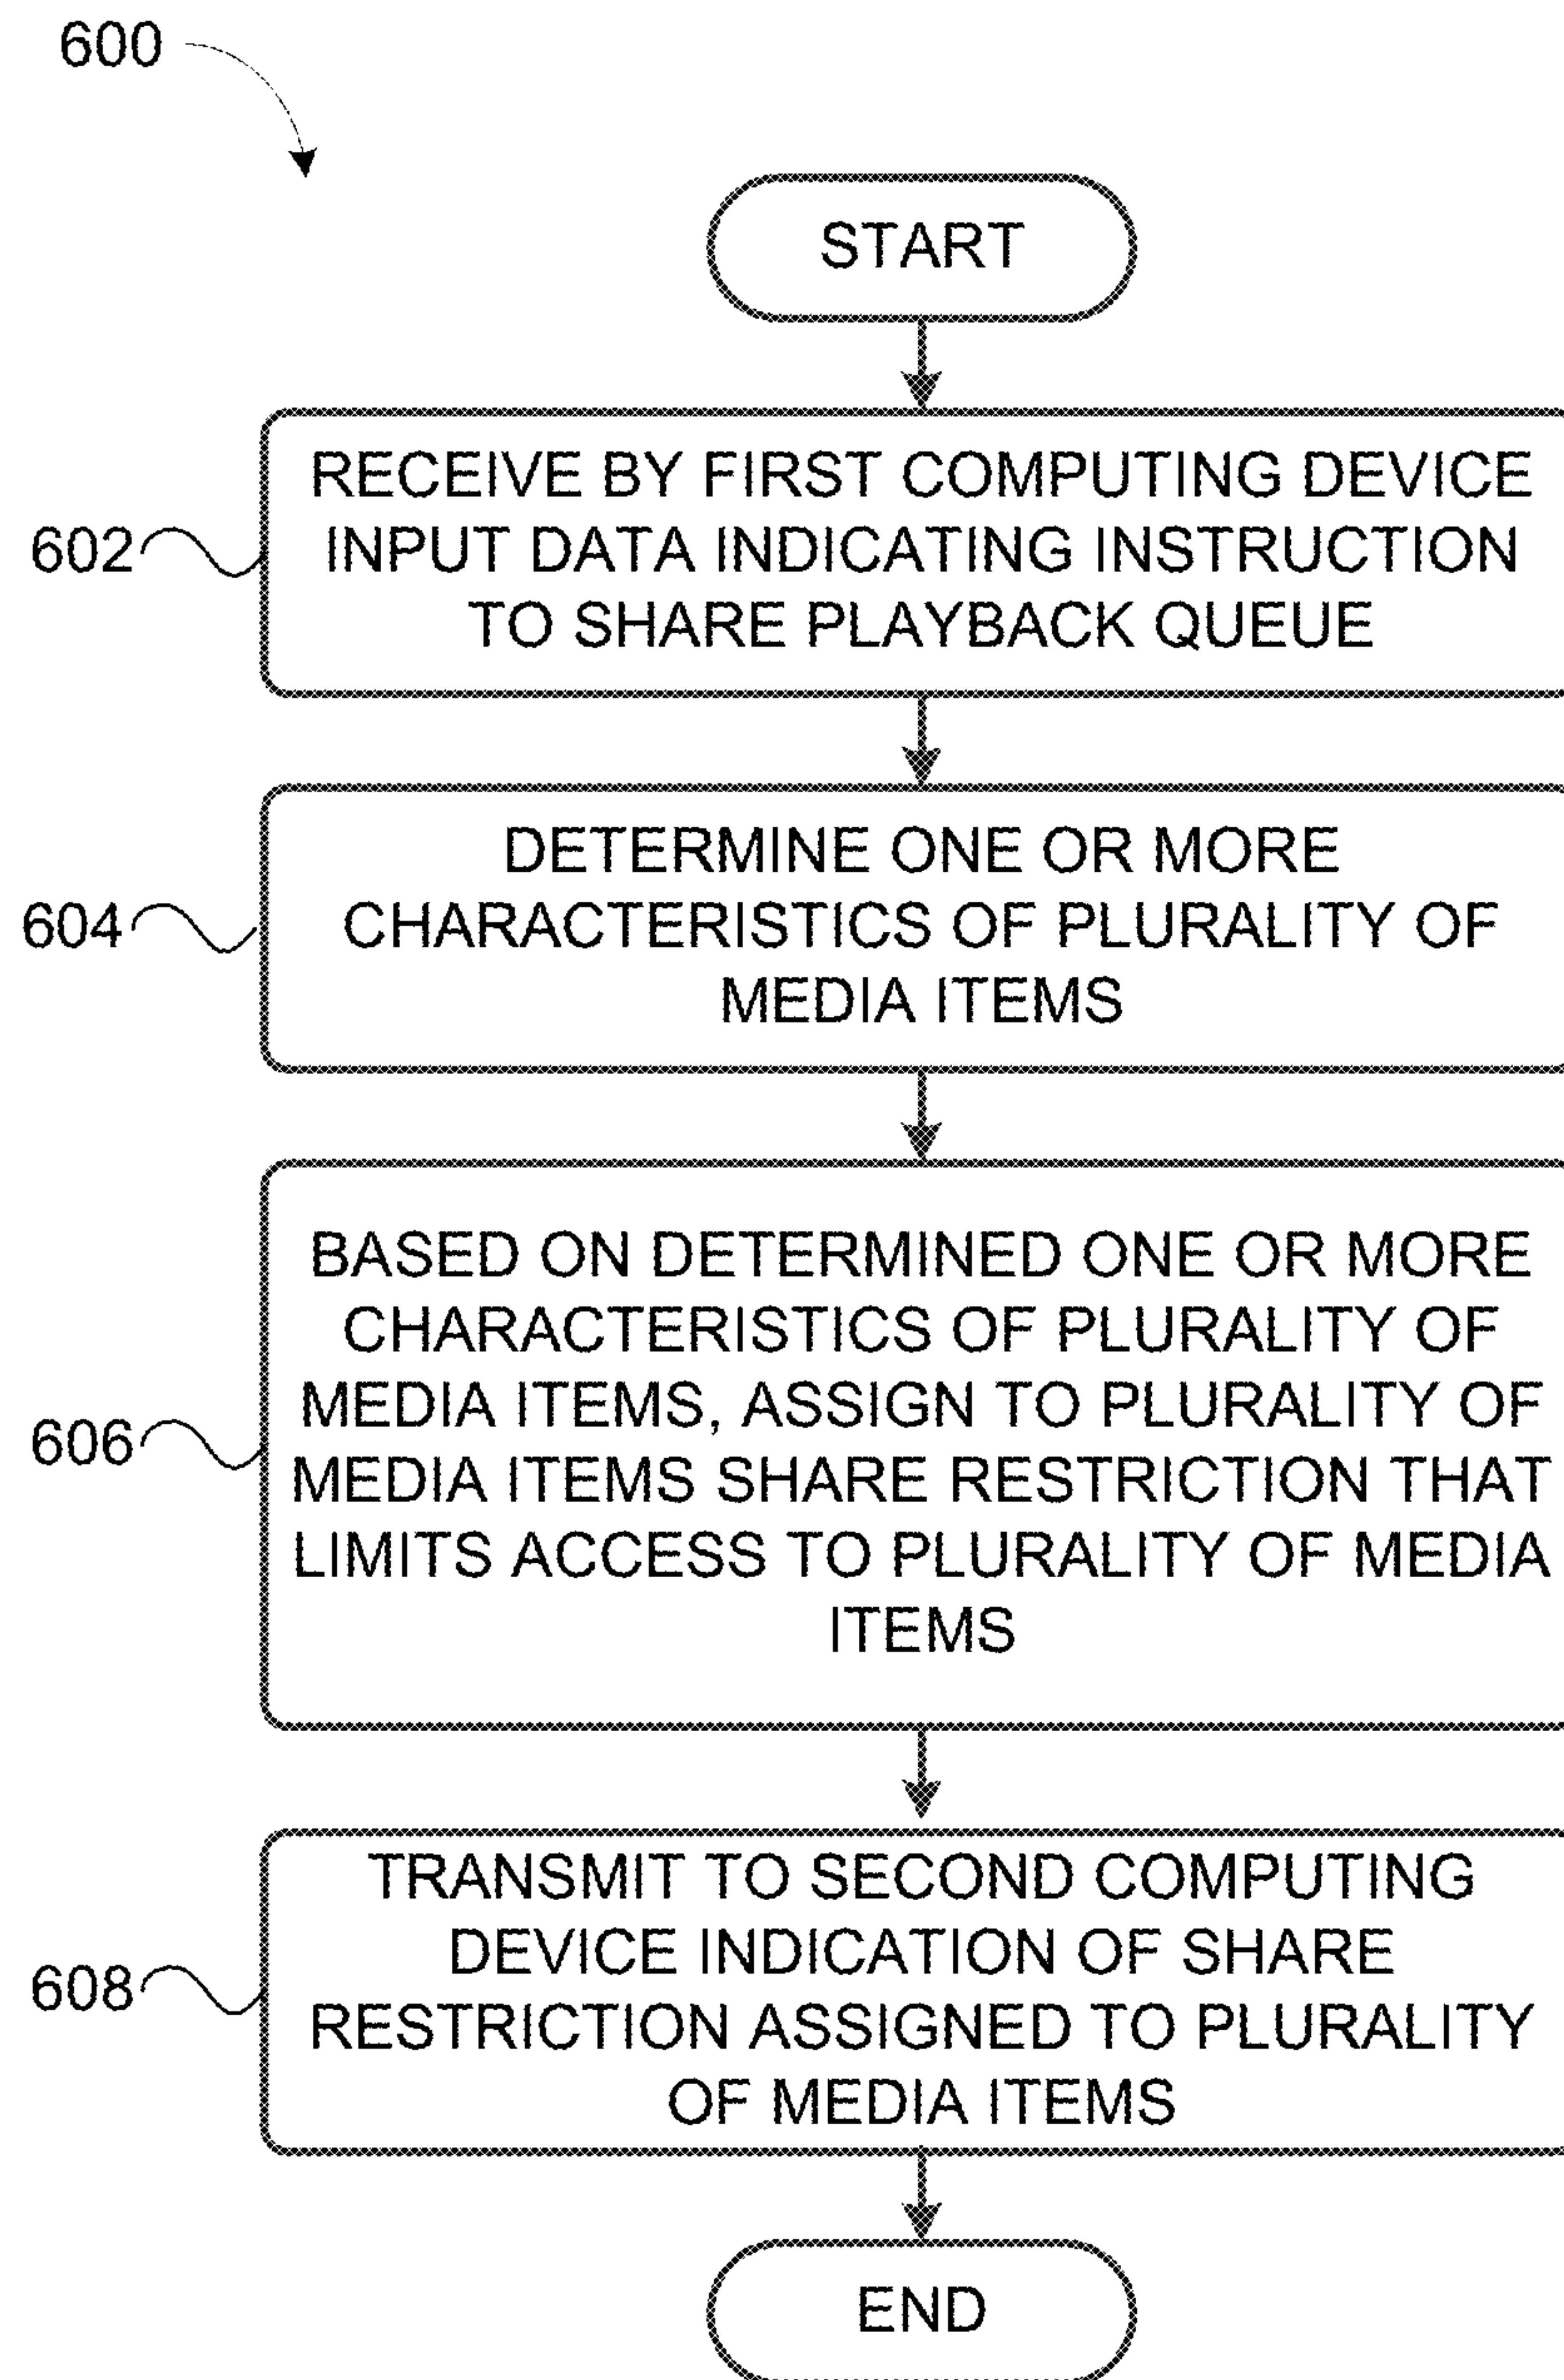 600
START
602
RECEIVE BY FIRST COMPUTING DEVICE
INPUT DATA INDICATING INSTRUCTION
TO SHARE PLAYBACK QUEUE
604
DETERMINE ONE OR MORE
CHARACTERISTICS OF PLURALITY OF
MEDIA ITEMS
606
BASED ON DETERMINED ONE OR MORE
CHARACTERISTICS OF PLURALITY OF
MEDIA ITEMS, ASSIGN TO PLURALITY OF
MEDIA ITEMS SHARE RESTRICTION THAT
LIMITS ACCESS TO PLURALITY OF MEDIA
ITEMS
608
TRANSMIT TO SECOND COMPUTING
DEVICE INDICATION OF SHARE
RESTRICTION ASSIGNED TO PLURALITY
OF MEDIA ITEMS
END